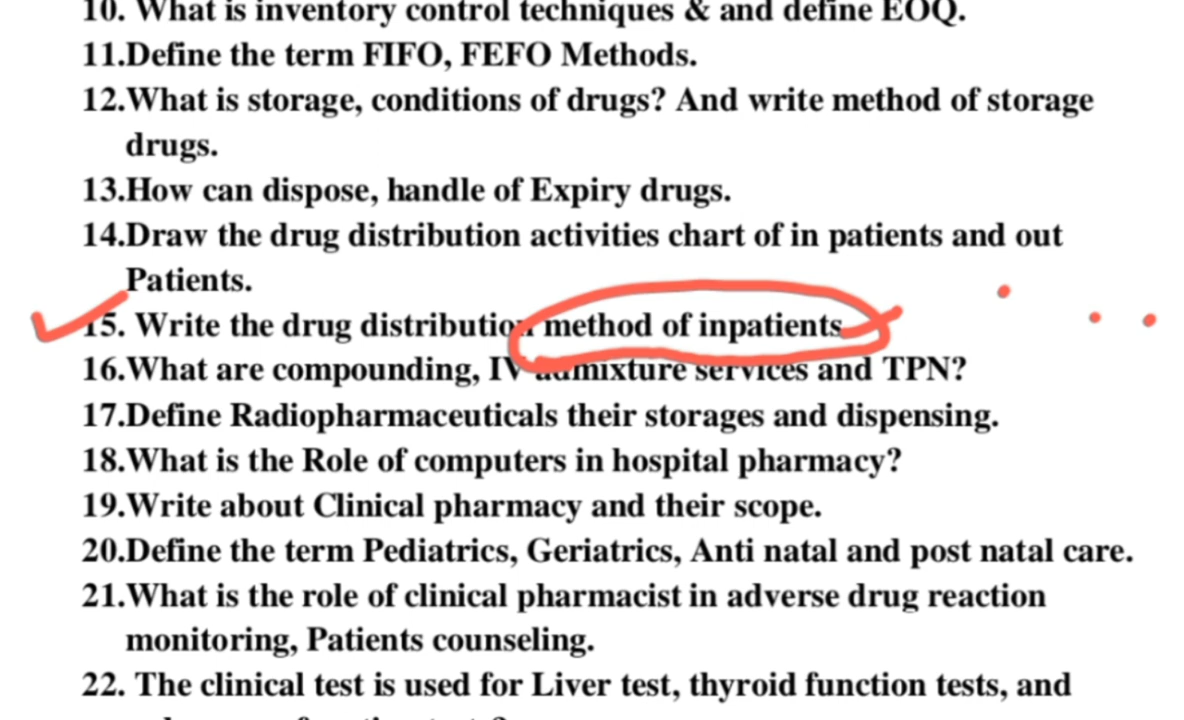 10. What is inventory control techniques & and define EOQ.
11.Define the term FIFO, FEFO Methods.
12.What is storage, conditions of drugs? And write method of storage
drugs.
13.How can dispose, handle of Expiry drugs.
14.Draw the drug distribution activities chart of in patients and out
Patients.
15. Write the drug distribution method of inpatients
16.What are compounding, IV admixture services and TPN?
17.Define Radiopharmaceuticals their storages and dispensing.
18.What is the Role of computers in hospital pharmacy?
19.Write about Clinical pharmacy and their scope.
20.Define the term Pediatrics, Geriatrics, Anti natal and post natal care.
21.What is the role of clinical pharmacist in adverse drug reaction
monitoring, Patients counseling.
22. The clinical test is used for Liver test, thyroid function tests, and